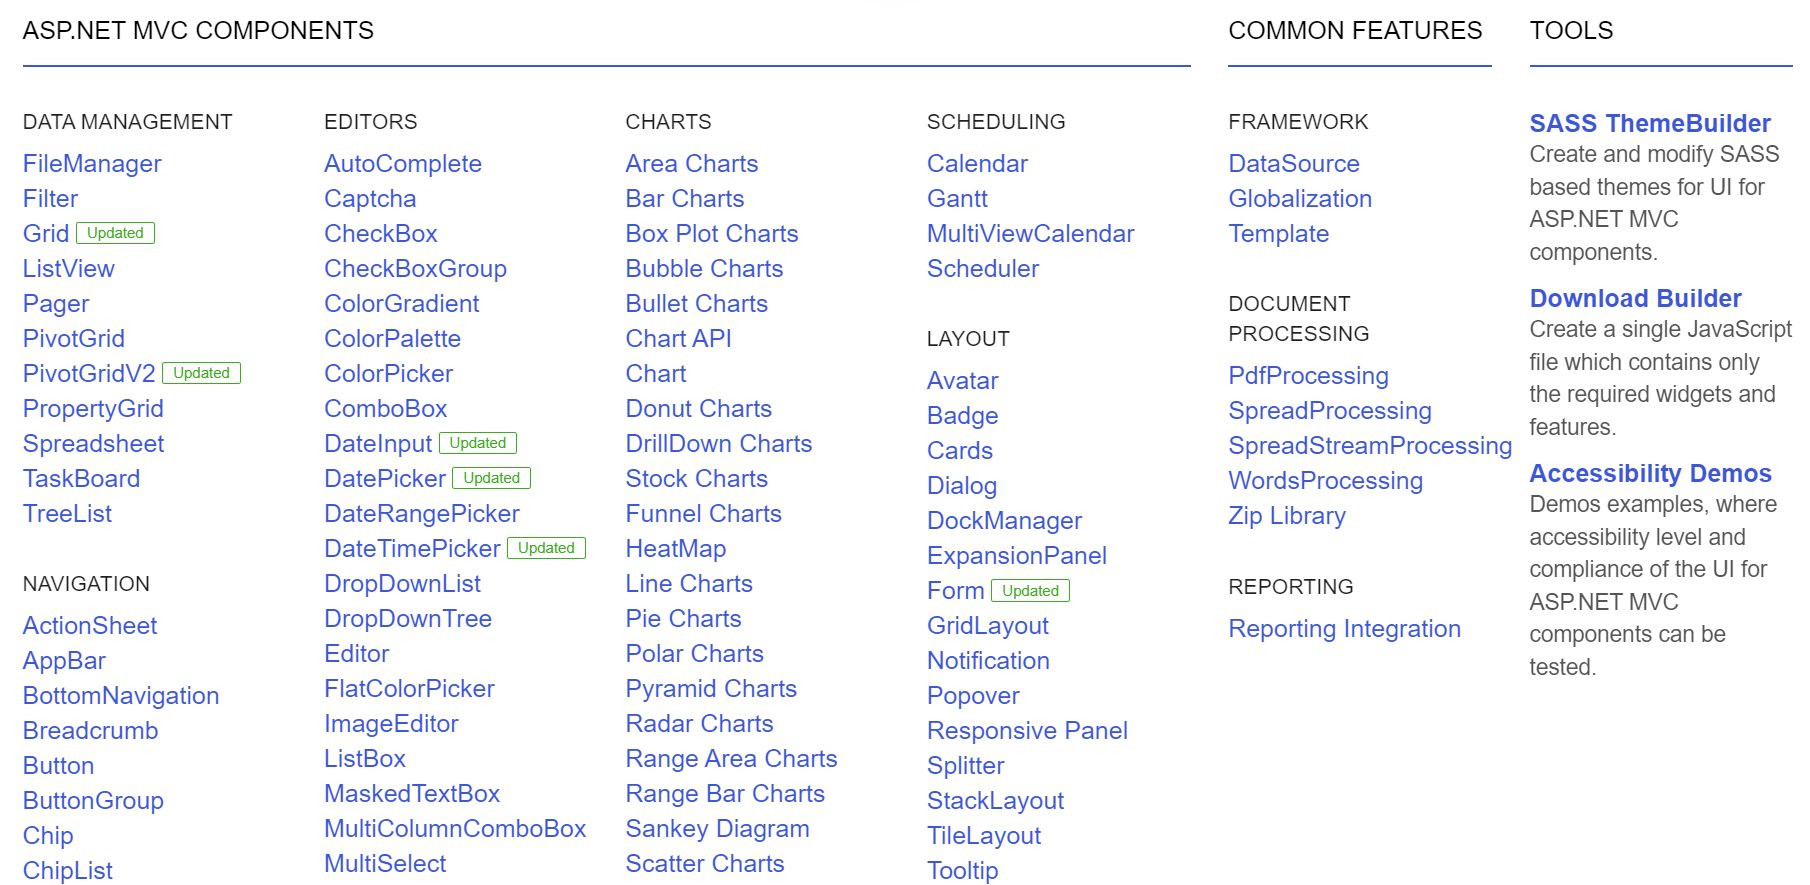 ASP.NET MVC COMPONENTS
DATA MANAGEMENT
FileManager
Filter
Grid Updated
ListView
Pager
PivotGrid
PivotGridV2 Updated
PropertyGrid
Spreadsheet
TaskBoard
TreeList
NAVIGATION
ActionSheet
AppBar
BottomNavigation
Breadcrumb
Button
ButtonGroup
Chip
ChipList
EDITORS
AutoComplete
Captcha
CheckBox
CheckBoxGroup
ColorGradient
ColorPalette
ColorPicker
ComboBox
DateInput Updated
DatePicker Updated
DateRangePicker
DateTimePicker Updated
DropDownList
DropDownTree
Editor
FlatColorPicker
ImageEditor
ListBox
MaskedTextBox
MultiColumnComboBox
MultiSelect
CHARTS
Area Charts
Bar Charts
Box Plot Charts
Bubble Charts
Bullet Charts
Chart API
Chart
Donut Charts
DrillDown Charts
Stock Charts
Funnel Charts
HeatMap
Line Charts
Pie Charts
Polar Charts
Pyramid Charts
Radar Charts
Range Area Charts
Range Bar Charts
Sankey Diagram
Scatter Charts
SCHEDULING
Calendar
Gantt
MultiViewCalendar
Scheduler
LAYOUT
Avatar
Badge
Cards
Dialog
DockManager
ExpansionPanel
Form Updated
GridLayout
Notification
Popover
Responsive Panel
Splitter
StackLayout
TileLayout
Tooltip
COMMON FEATURES
FRAMEWORK
DataSource
Globalization
Template
DOCUMENT
PROCESSING
PdfProcessing
SpreadProcessing
SpreadStreamProcessing
WordsProcessing
Zip Library
REPORTING
Reporting Integration
TOOLS
SASS ThemeBuilder
Create and modify SASS
based themes for UI for
ASP.NET MVC
components.
Download Builder
Create a single JavaScript
file which contains only
the required widgets and
features.
Accessibility Demos
Demos examples, where
accessibility level and
compliance of the UI for
ASP.NET MVC
components can be
tested.